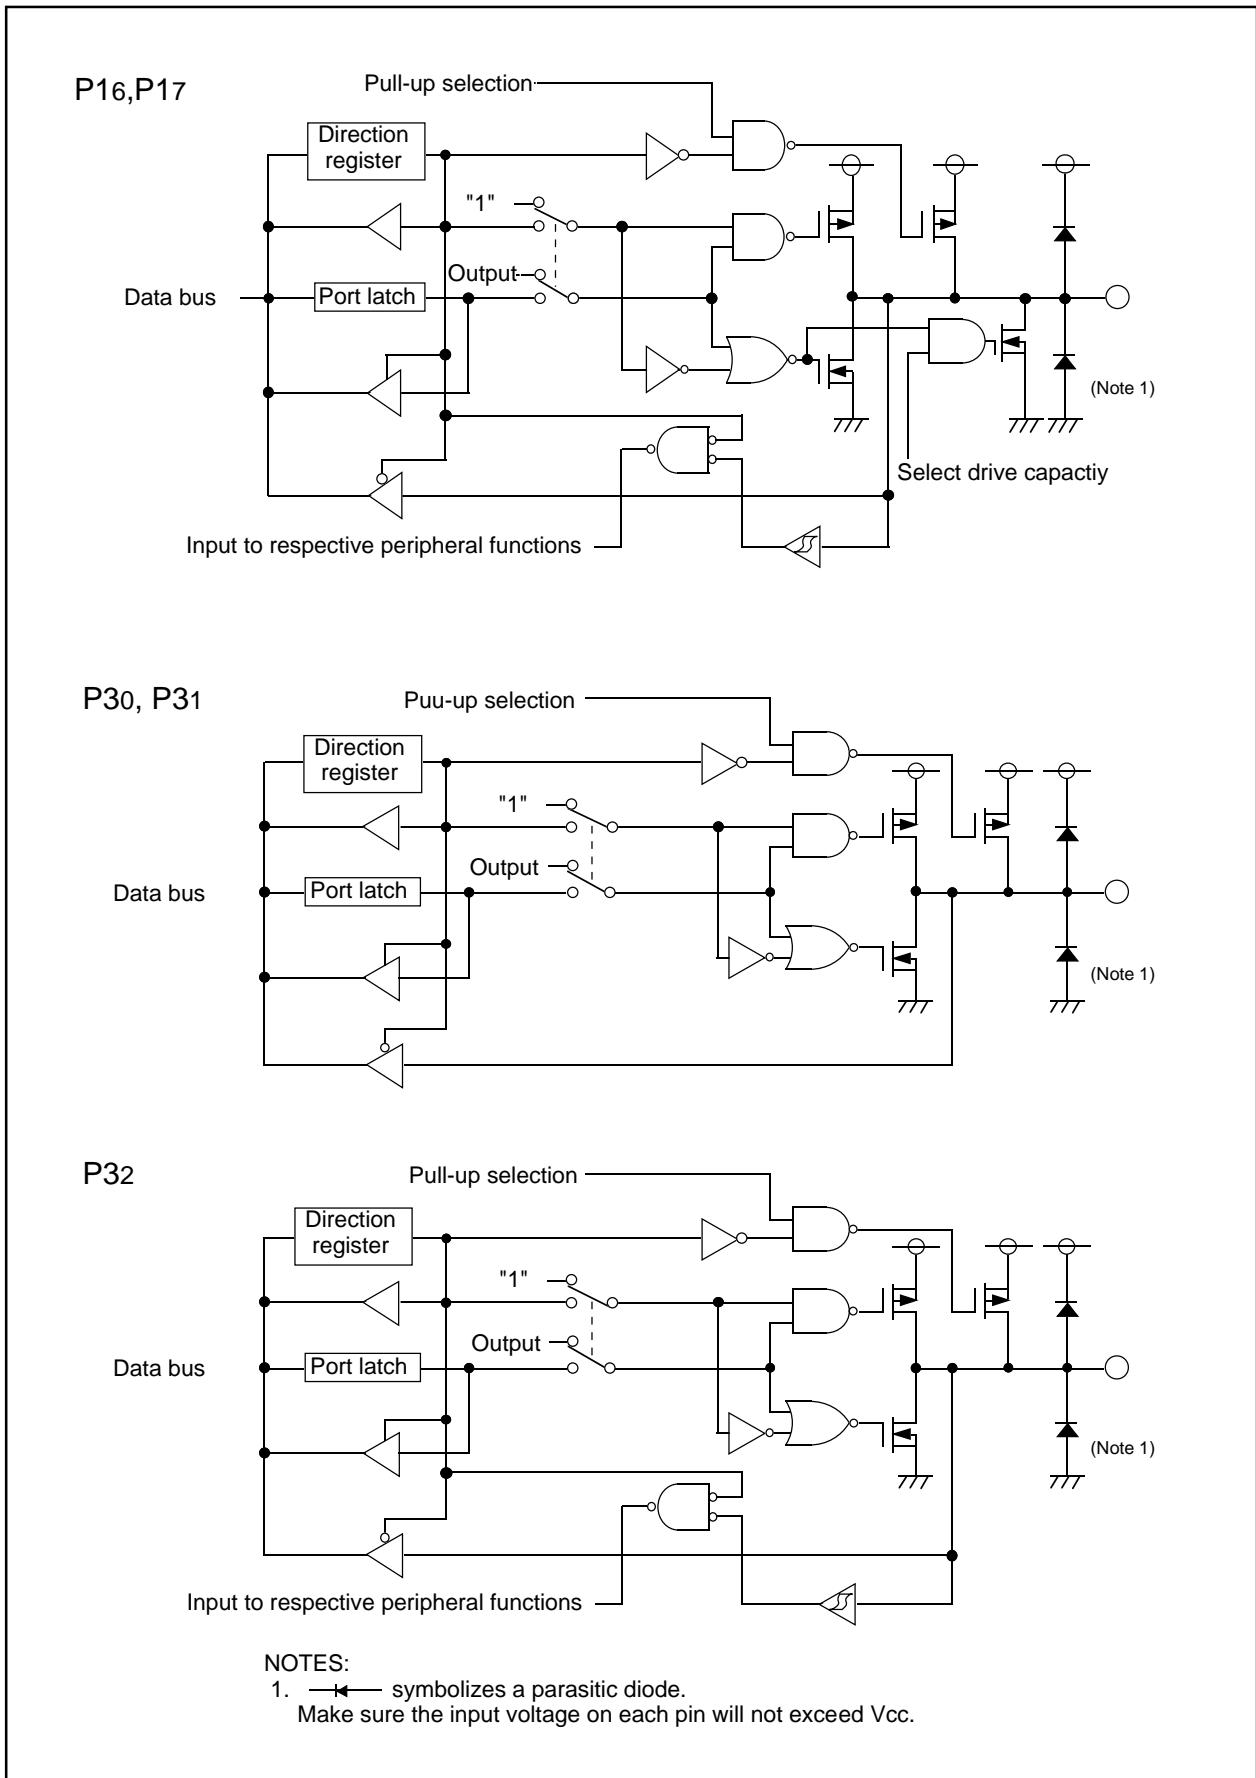 P16,P17
Pull-up selection
Direction
register
"1"
Output
Data bus
Port latch
(Note 1)
Select drive capactiy
Input to respective peripheral functions
P30, P31
Puu-up selection
Direction
register
"1"
Output
Data bus
Port latch
(Note 1)
P32
Pull-up selection
Direction
register
"1"
Output
Data bus
Port latch
(Note 1)
Input to respective peripheral functions
NOTES:
1. symbolizes a parasitic diode.
Make sure the input voltage on each pin will not exceed Vcc.